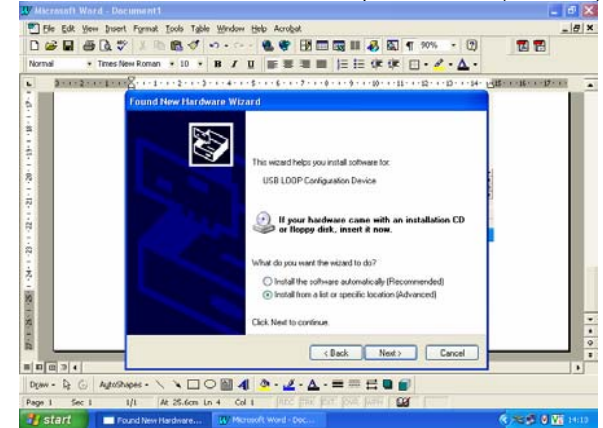 Microsoft Word - Document1
File Edit View Insert Format Tools Table Window Help Acrobat
90%
Normal Times New Roman 10 B I U
Found New Hardware Wizard
This wizard helps you install software for:
USB LOOP Configuration Device
If your hardware came with an installation CD
or floppy disk, insert it now.
What do you want the wizard to do?
Install the software automatically (Recommended)
Install from a list or specific location (Advanced)
Click Next to continue.
< Back Next > Cancel
Draw AutoShapes
Page 1 Sec 1 1/1 At 25.6cm Ln 4 Col 1
start Found New Hardware... Microsoft Word - Doc... 14:13